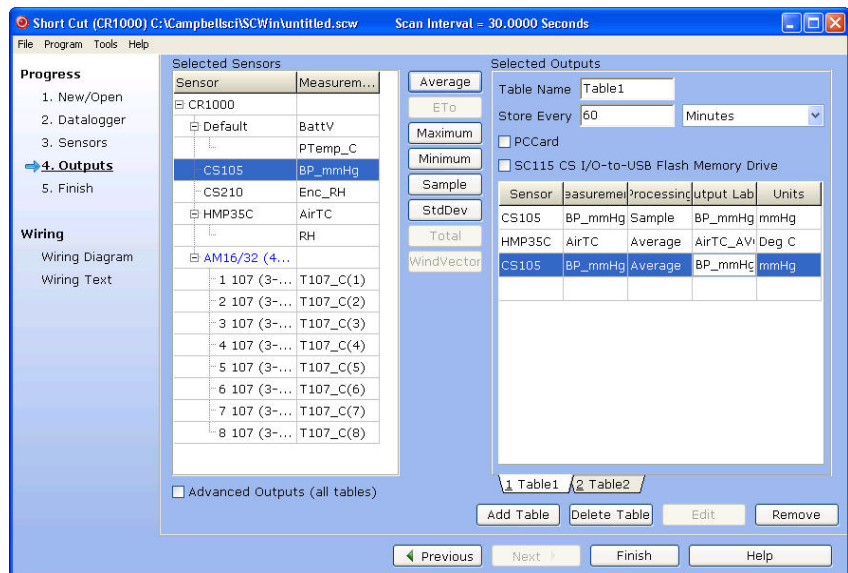 Short Cut (CR1000) C:\Campbellsci\SCWin\untitled.scw Scan Interval = 30.0000 Seconds
File Program Tools Help
Progress
1. New/Open
2. Datalogger
3. Sensors
4. Outputs
5. Finish
Wiring
Wiring Diagram
Wiring Text
Selected Sensors
Sensor Measurem...
CR1000
Default BattV
PTemp_C
CS105 BP_mmHg
CS210 Enc_RH
HMP35C AirTC
RH
AM16/32 (4...
1 107 (3-... T107_C(1)
2 107 (3-... T107_C(2)
3 107 (3-... T107_C(3)
4 107 (3-... T107_C(4)
5 107 (3-... T107_C(5)
6 107 (3-... T107_C(6)
7 107 (3-... T107_C(7)
8 107 (3-... T107_C(8)
Advanced Outputs (all tables)
Average
ETo
Maximum
Minimum
Sample
StdDev
Total
WindVector
Selected Outputs
Table Name Table1
Store Every 60 Minutes
PCCard
SC115 CS I/O-to-USB Flash Memory Drive
Sensor easuremen Processing utput Lab Units
CS105 BP_mmHg Sample BP_mmHg mmHg
HMP35C AirTC Average AirTC_AV Deg C
CS105 BP_mmHg Average BP_mmHg mmHg
1 Table1 2 Table2
Add Table Delete Table Edit Remove
Previous Next Finish Help